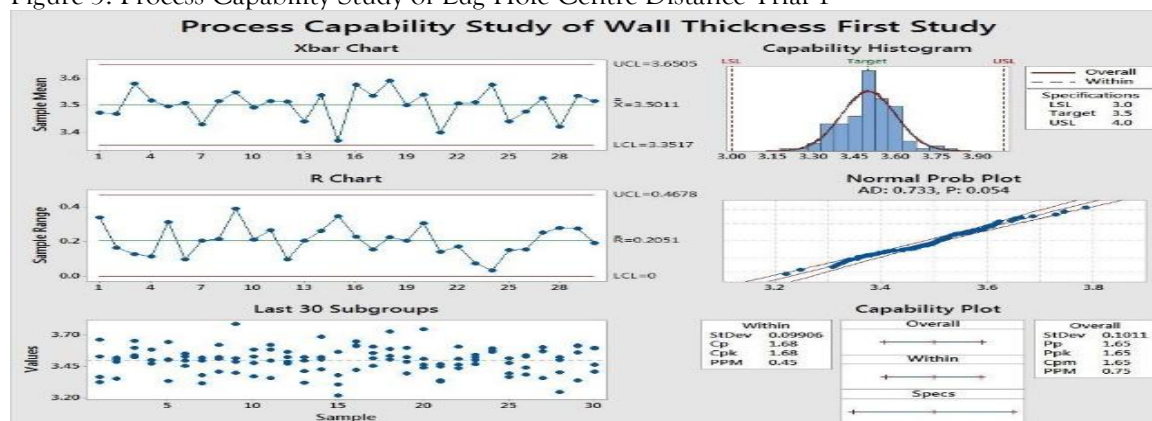 Figure 3: Process Capability Study of Lug Hole Centre Distance Trial 1
Process Capability Study of Wall Thickness First Study
Xbar Chart
Sample Mean
3.6
3.5
3.4
1 4 7 10 13 16 19 22 25 28
UCL=3.6505
X=3.5011
LCL=3.3517
Capability Histogram
LSL Target USL
3.00 3.15 3.30 3.45 3.60 3.75 3.90
Overall
Within
Specifications
LSL 3.0
Target 3.5
USL 4.0
R Chart
Sample Range
0.4
0.2
0.0
1 4 7 10 13 16 19 22 25 28
UCL=0.4678
R=0.2051
LCL=0
Normal Prob Plot
AD: 0.733, P: 0.054
3.2 3.4 3.6 3.8
Last 30 Subgroups
Values
3.70
3.45
3.20
5 10 15 20 25 30
Sample
Capability Plot
Within
StDev 0.09906
Cp 1.68
Cpk 1.68
PPM 0.45
Overall
Within
Specs
Overall
StDev 0.1011
Pp 1.65
Ppk 1.65
Cpm 1.65
PPM 0.75